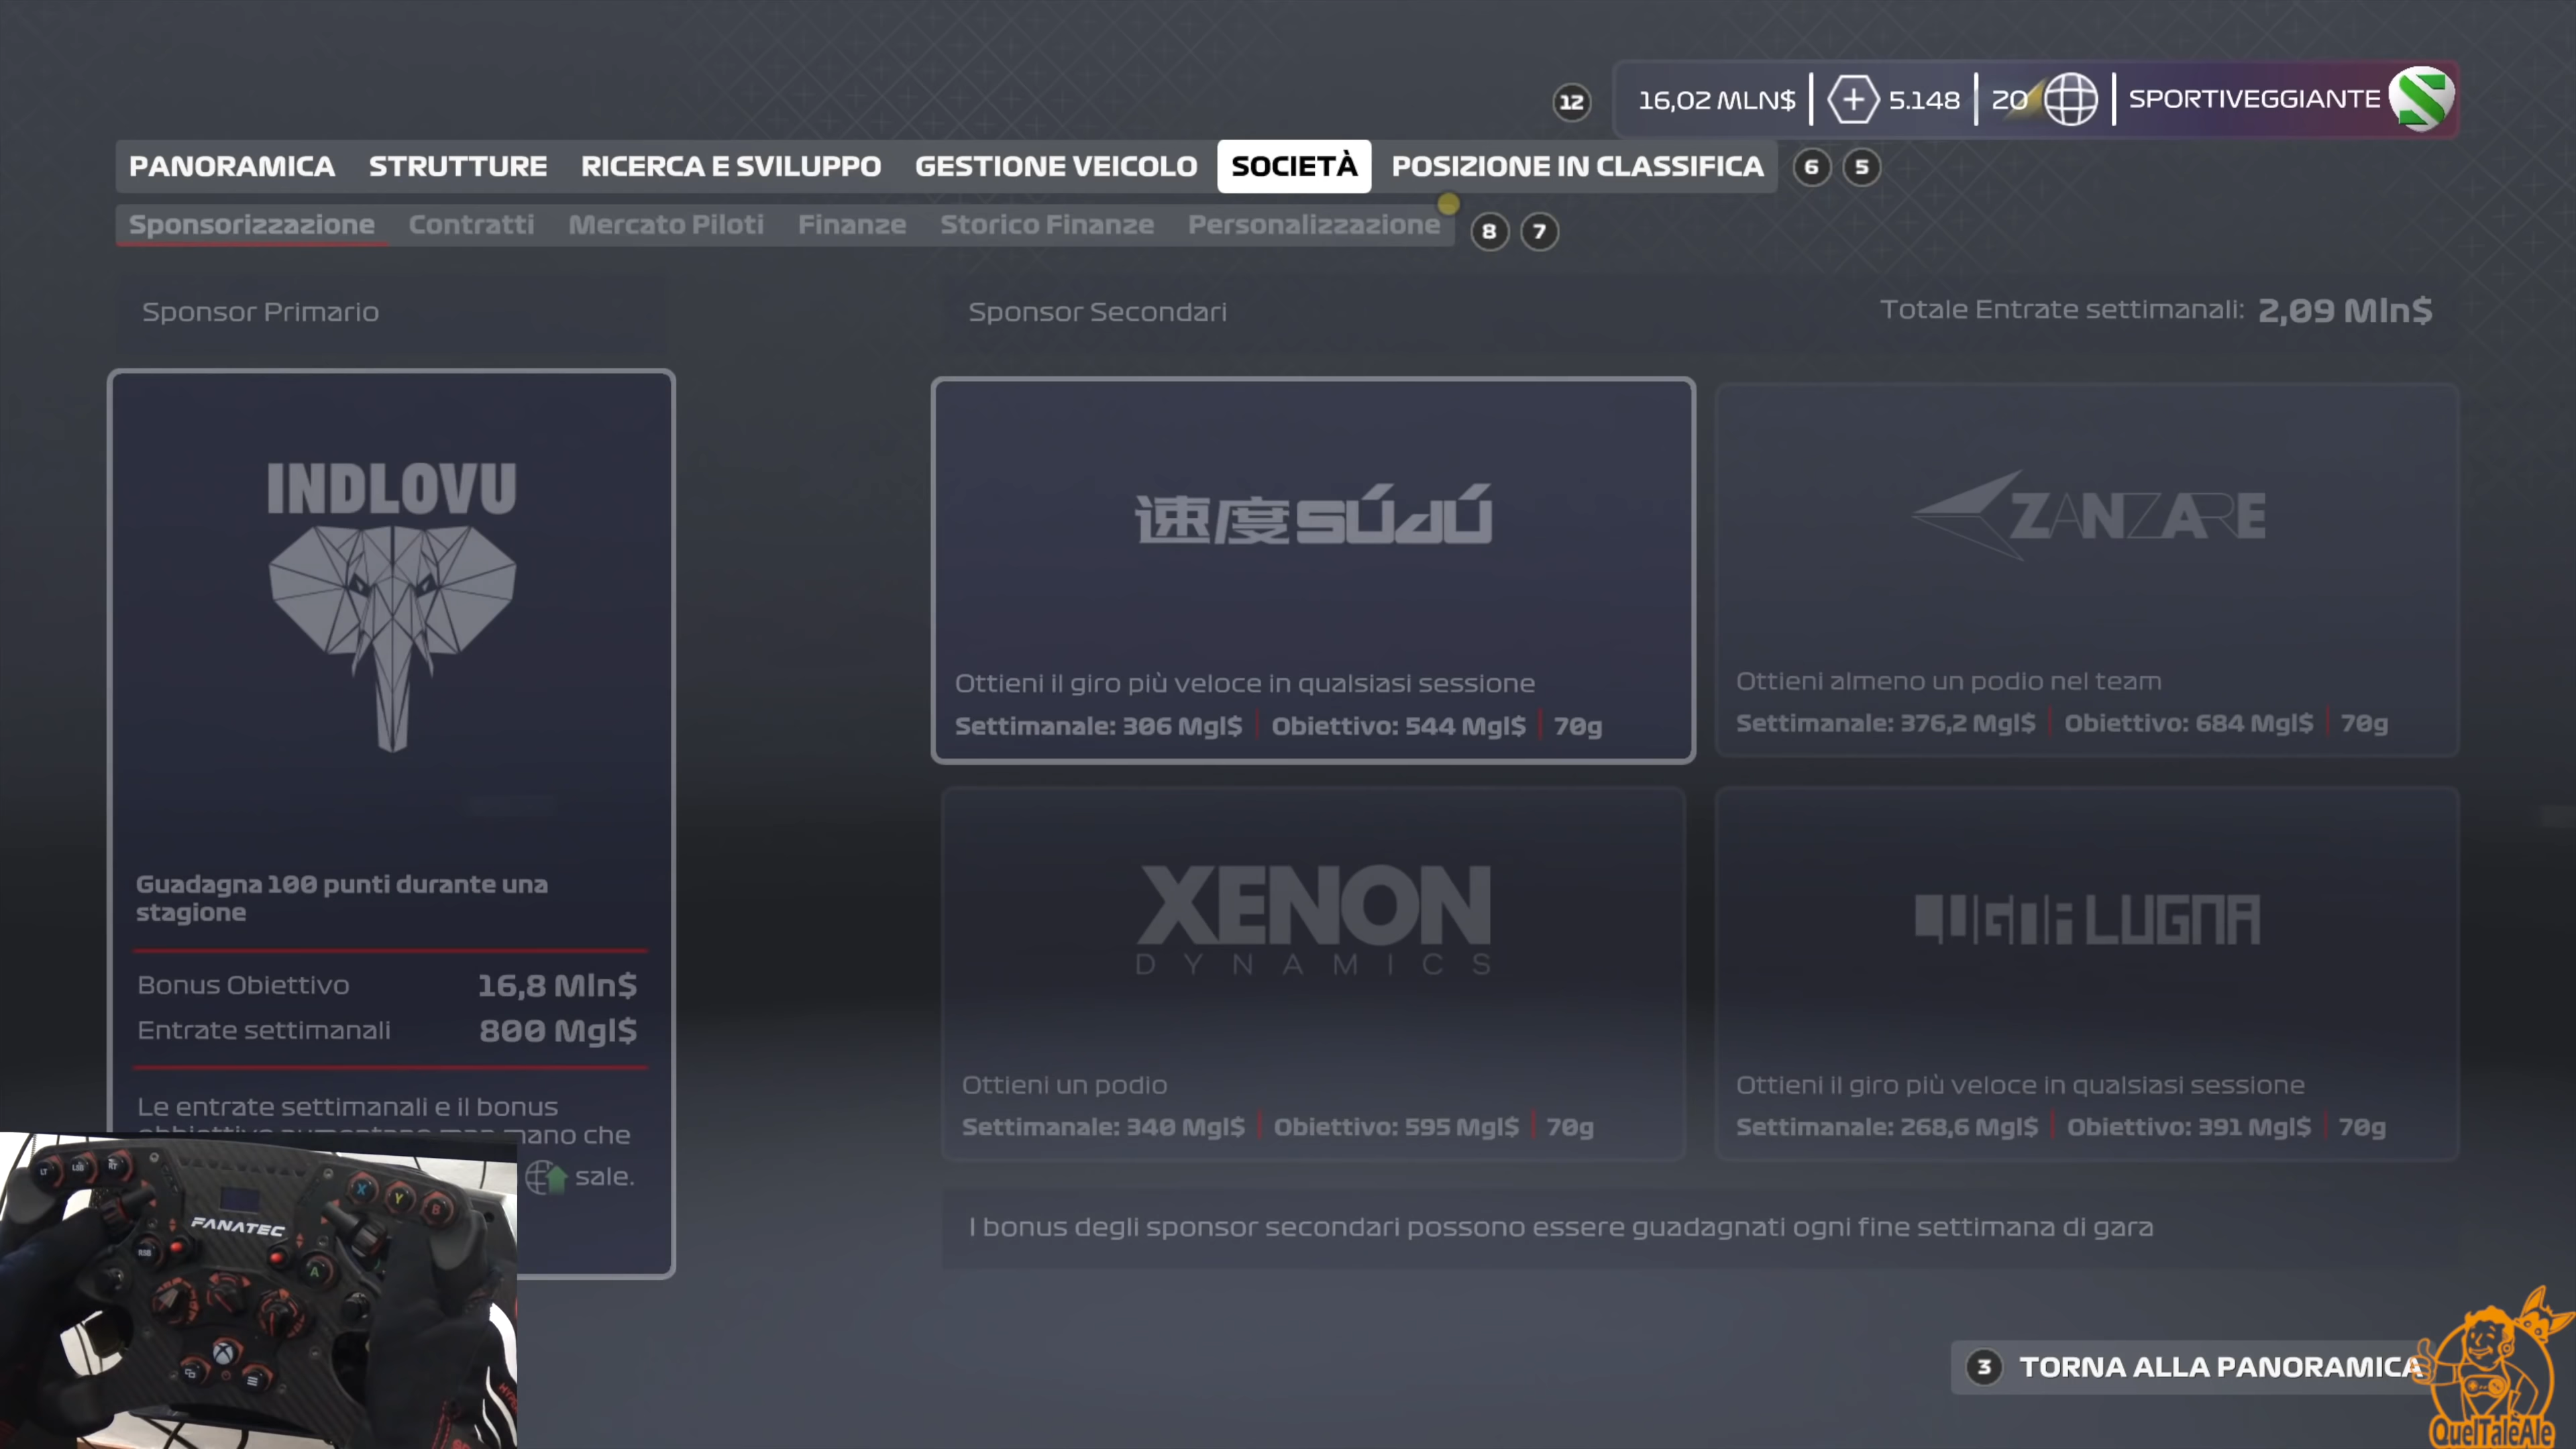 12
16,02 MLN$
5.148
20
SPORTIVEGGIANTE
PANORAMICA
STRUTTURE
RICERCA E SVILUPPO
GESTIONE VEICOLO
SOCIETÀ
POSIZIONE IN CLASSIFICA
6
5
Sponsorizzazione
Contratti
Mercato Piloti
Finanze
Storico Finanze
Personalizzazione
8
7
Sponsor Primario
Sponsor Secondari
Totale Entrate settimanali: 2,09 Mln$
INDLOVU
Guadagna 100 punti durante una
stagione
Bonus Obiettivo 16,8 Mln$
Entrate settimanali 800 Mgl$
Le entrate settimanali e il bonus
mano che
sale.
速度 SÚDÚ
Ottieni il giro più veloce in qualsiasi sessione
Settimanale: 306 Mgl$ | Obiettivo: 544 Mgl$ | 70g
ZANZARE
Ottieni almeno un podio nel team
Settimanale: 376,2 Mgl$ | Obiettivo: 684 Mgl$ | 70g
XENON
DYNAMICS
Ottieni un podio
Settimanale: 340 Mgl$ | Obiettivo: 595 Mgl$ | 70g
LUGNA
Ottieni il giro più veloce in qualsiasi sessione
Settimanale: 268,6 Mgl$ | Obiettivo: 391 Mgl$ | 70g
I bonus degli sponsor secondari possono essere guadagnati ogni fine settimana di gara
3 TORNA ALLA PANORAMICA
QuelTaleAle
LT
LSB
RT
X
Y
B
FANATEC
RSB
A